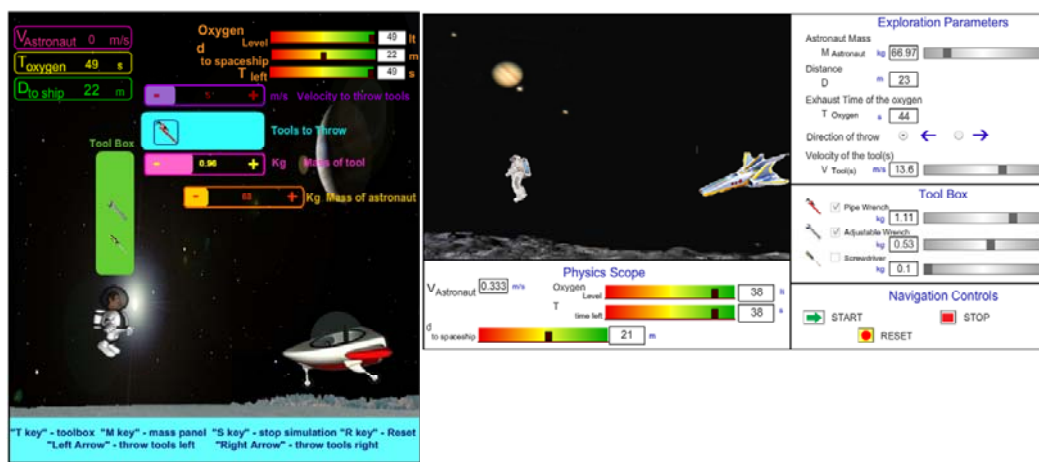 VAstronaut 0 m/s
Toxygen 49 s
Dto ship 22 m
Oxygen Level 49 lt
d to spaceship 22 m
T left 49 s
- + m/s Velocity to throw tools
Tools to Throw
Tool Box
- 0.96 + Kg Mass of tool
- 63 + Kg Mass of astronaut
"T key" - toolbox "M key" - mass panel "S key" - stop simulation "R key" - Reset
"Left Arrow" - throw tools left "Right Arrow" - throw tools right
Physics Scope
VAstronaut 0.333 m/s
Oxygen Level 38
T time left 38 s
d to spaceship 21 m
Exploration Parameters
Astronaut Mass
M Astronaut kg 66.97
Distance
D m 23
Exhaust Time of the oxygen
T Oxygen s 44
Direction of throw
Velocity of the tool(s)
V Tool(s) m/s 13.6
Tool Box
Pipe Wrench
kg 1.11
Adjustable Wrench
kg 0.53
Screwdriver
kg 0.1
Navigation Controls
START STOP
RESET